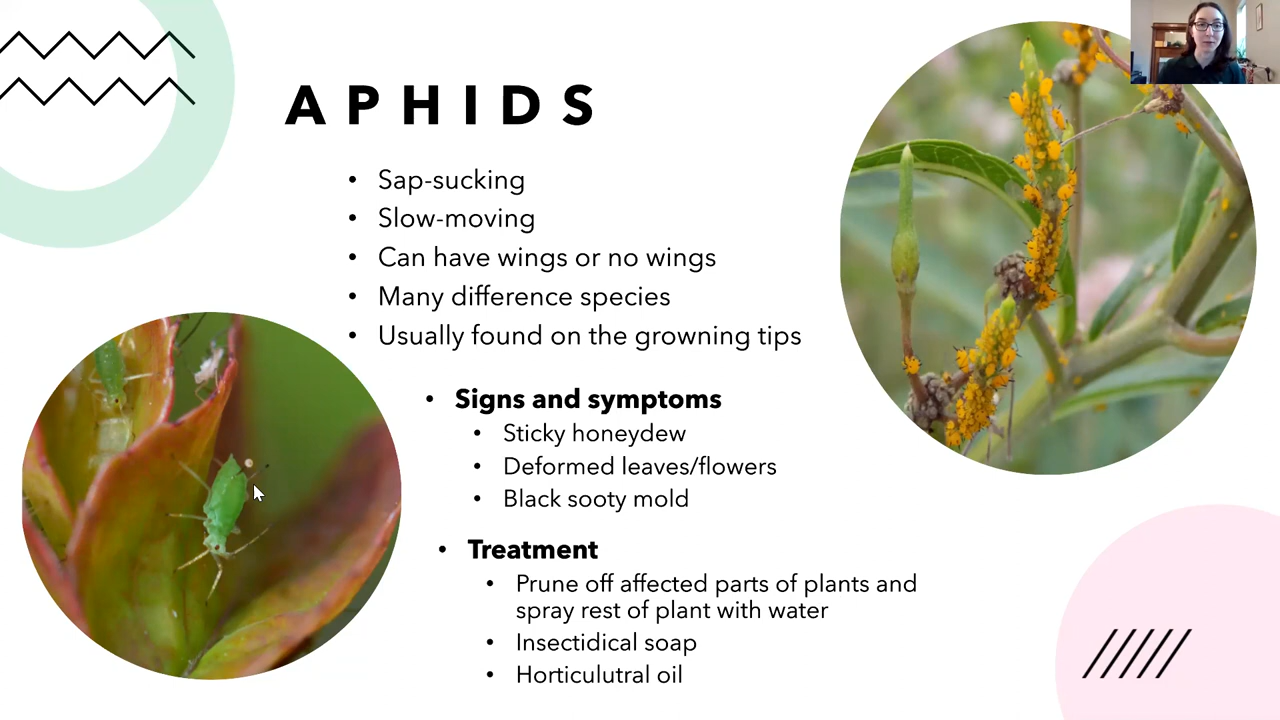 APHIDS
• Sap-sucking
• Slow-moving
• Can have wings or no wings
• Many difference species
• Usually found on the growning tips
• Signs and symptoms
• Sticky honeydew
• Deformed leaves/flowers
• Black sooty mold
• Treatment
• Prune off affected parts of plants and
spray rest of plant with water
• Insectidical soap
• Horticulutral oil